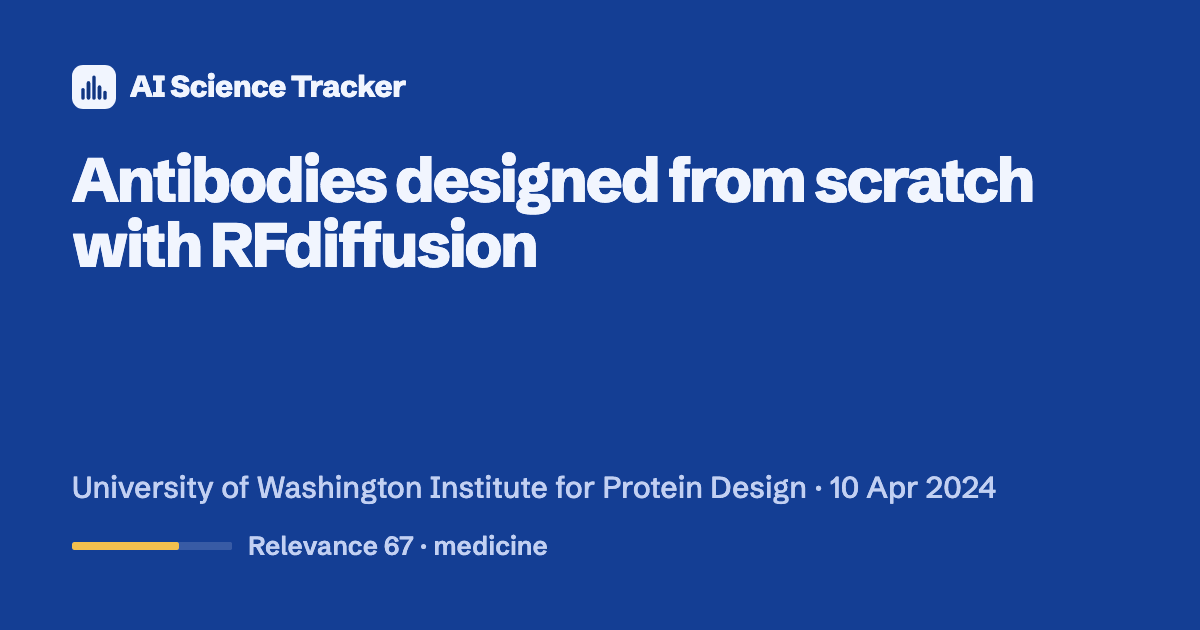 AI Science Tracker
Antibodies designed from scratch
with RFdiffusion
University of Washington Institute for Protein Design · 10 Apr 2024
Relevance 67 · medicine